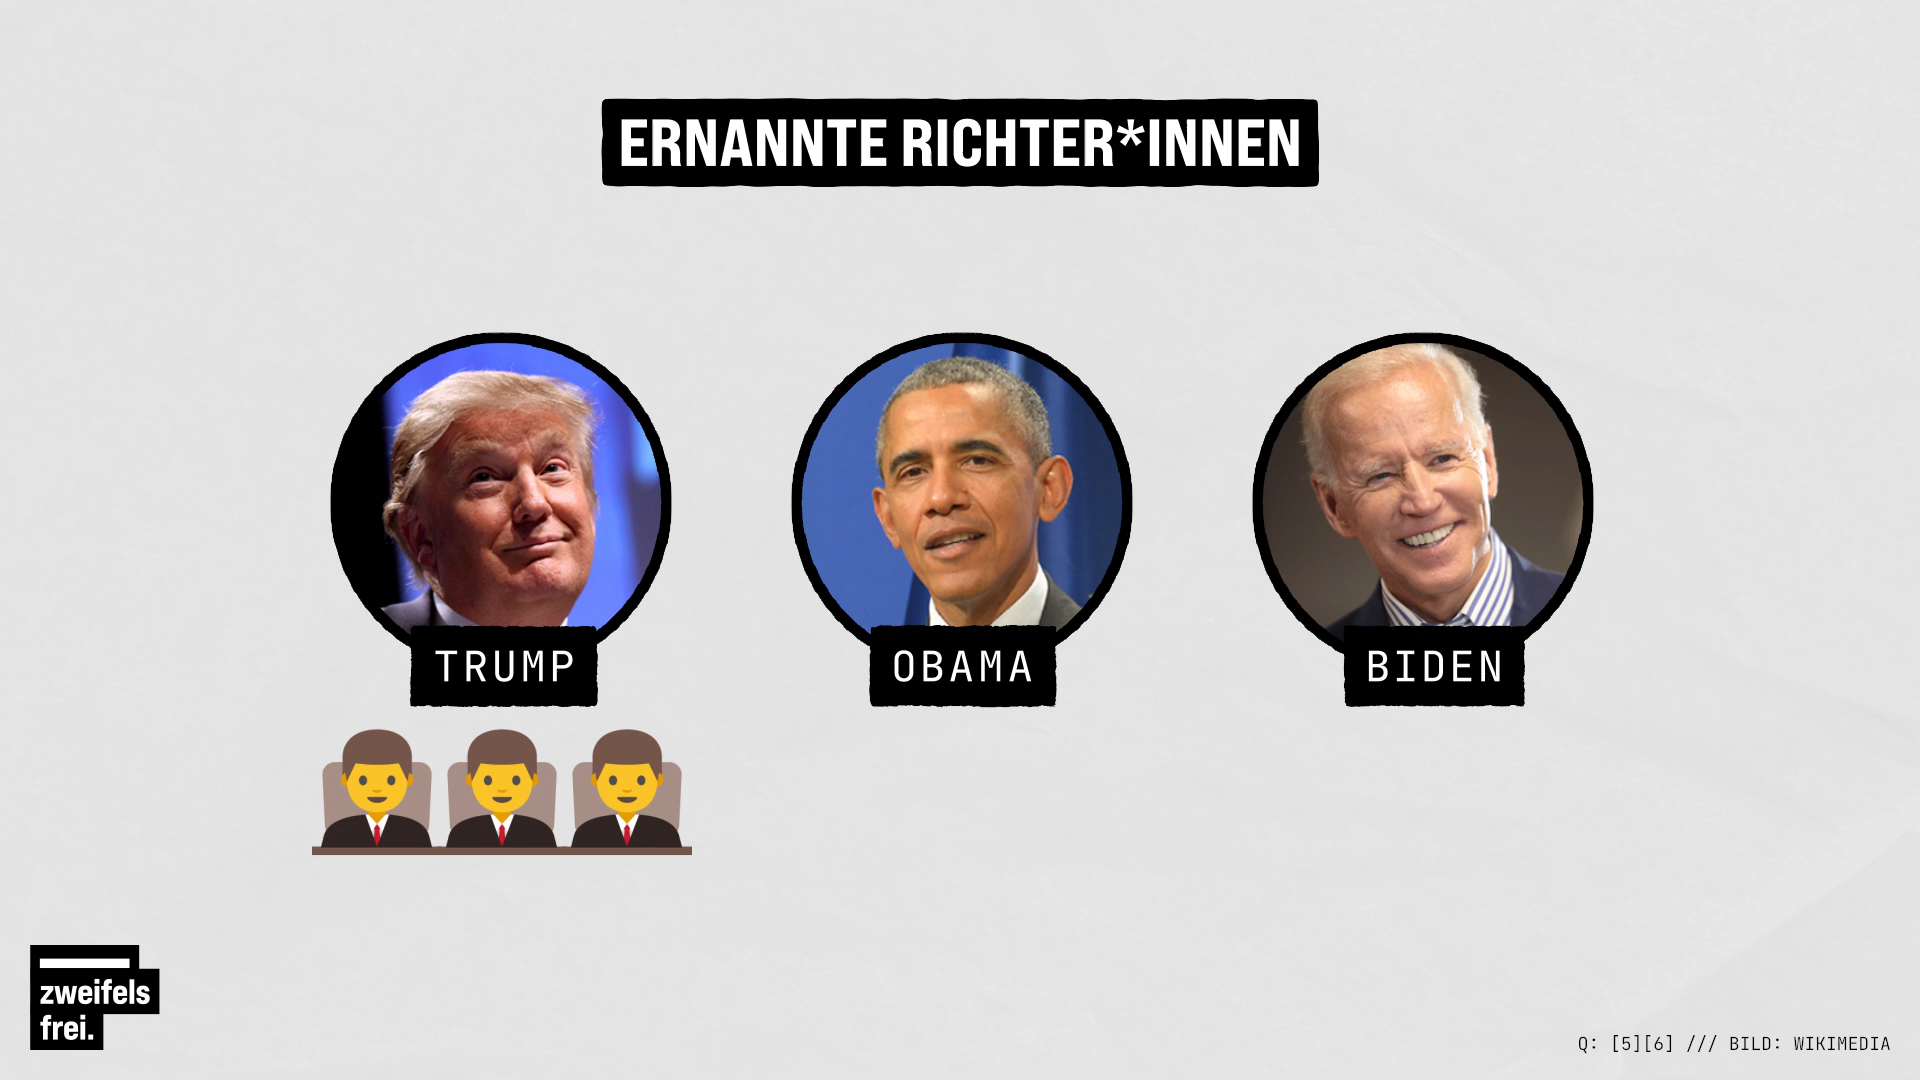 ERNANNTE RICHTER*INNEN
TRUMP
OBAMA
BIDEN
zweifels
frei.
Q: [5][6] /// BILD: WIKIMEDIA